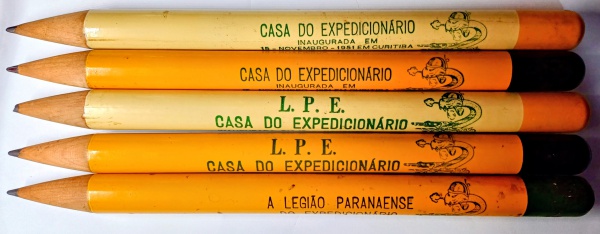 CASA DO EXPEDICIONÁRIO
INAUGURADA EM
15 - NOVEMBRO - 1951 EM CURITIBA
CASA DO EXPEDICIONÁRIO
INAUGURADA EM
L. P. E.
CASA DO EXPEDICIONÁRIO
L. P. E.
CASA DO EXPEDICIONÁRIO
A LEGIÃO PARANAENSE
DO EXPEDICIONÁRIO